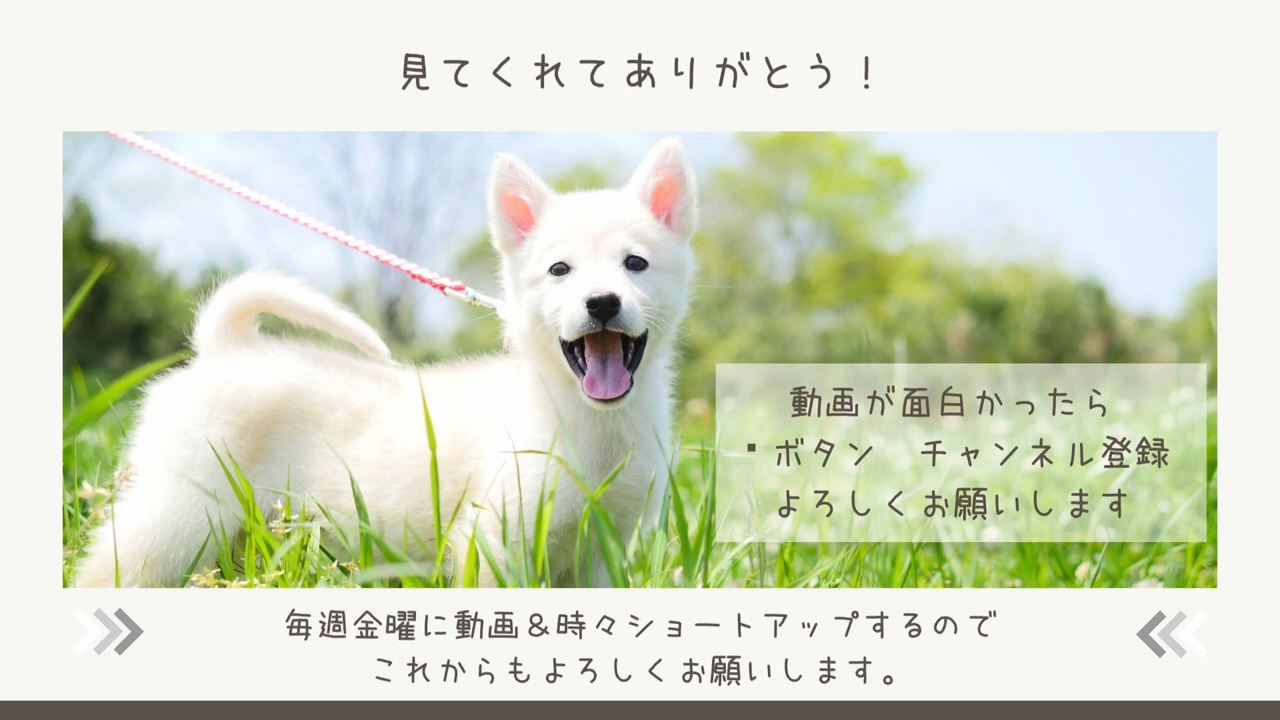 見てくれてありがとう！
動画が面白かったら
▪ボタン　チャンネル登録
よろしくお願いします
毎週金曜に動画＆時々ショートアップするので
これからもよろしくお願いします。